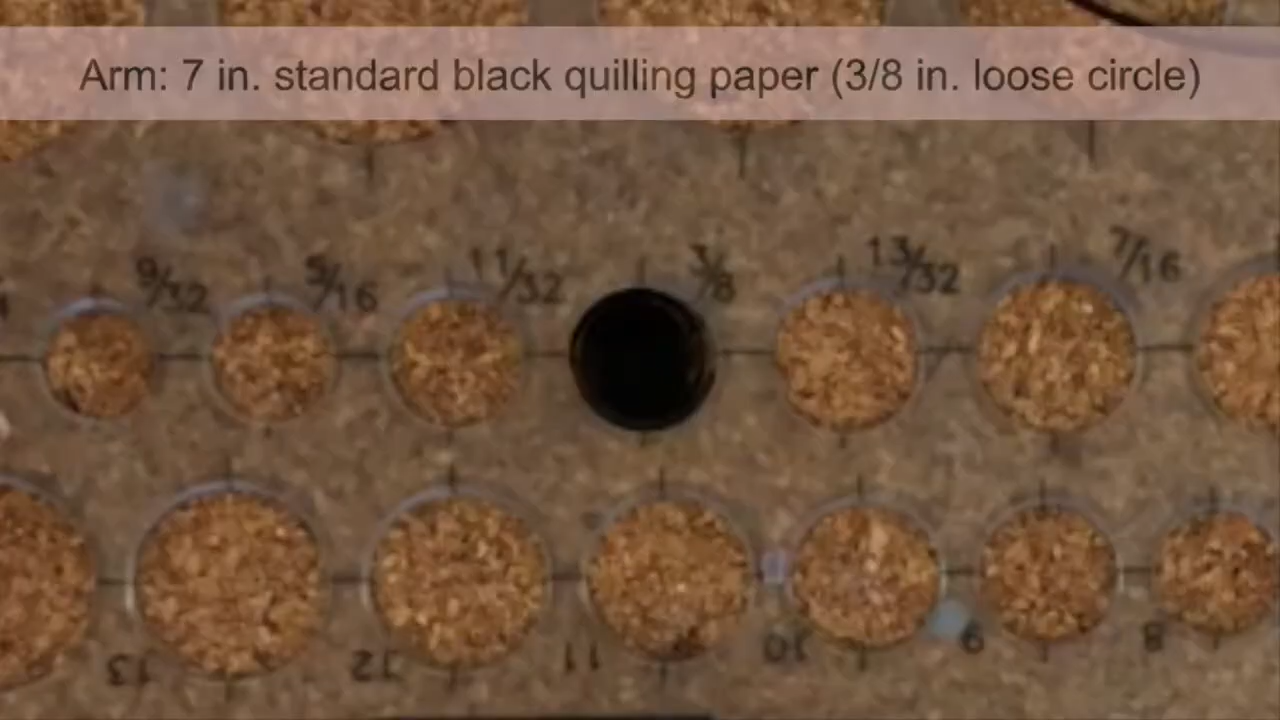 Arm: 7 in. standard black quilling paper (3/8 in. loose circle)
9/32 5/16 11/32 3/8 13/32 7/16
13 12 11 10 9 8